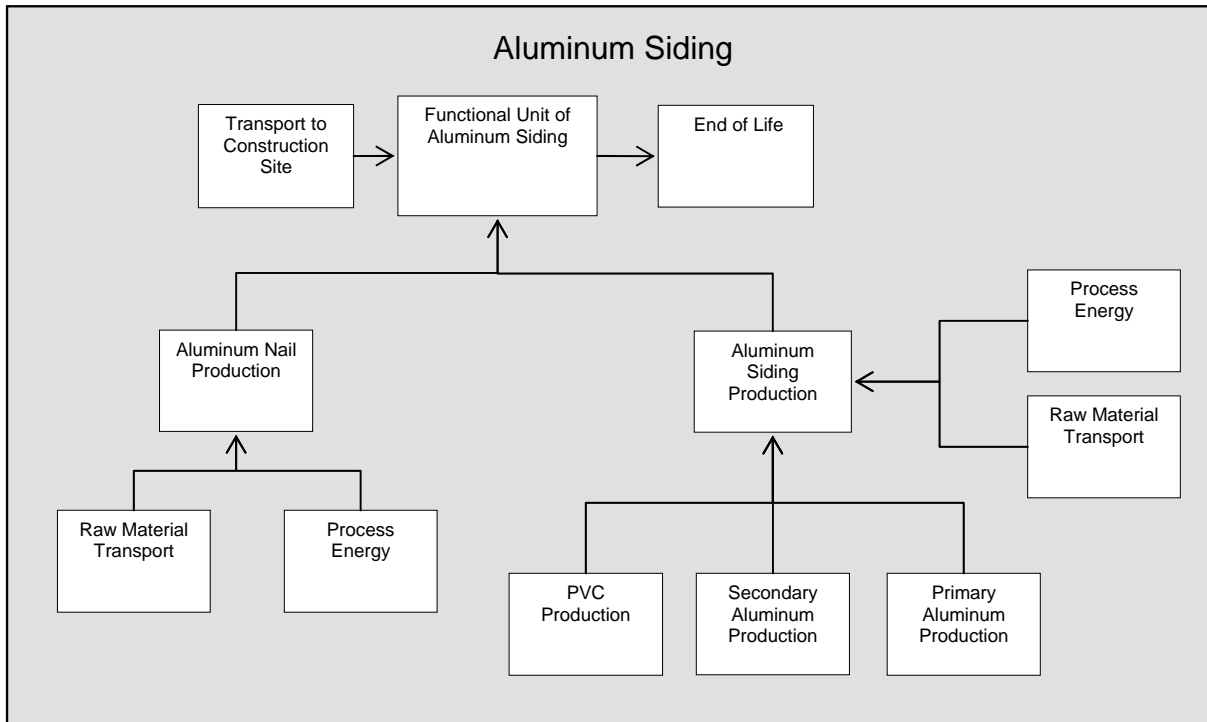 Aluminum Siding
Transport to
Construction
Site
Functional Unit of
Aluminum Siding
End of Life
Process
Energy
Aluminum Nail
Production
Aluminum
Siding
Production
Raw Material
Transport
Raw Material
Transport
Process
Energy
PVC
Production
Secondary
Aluminum
Production
Primary
Aluminum
Production